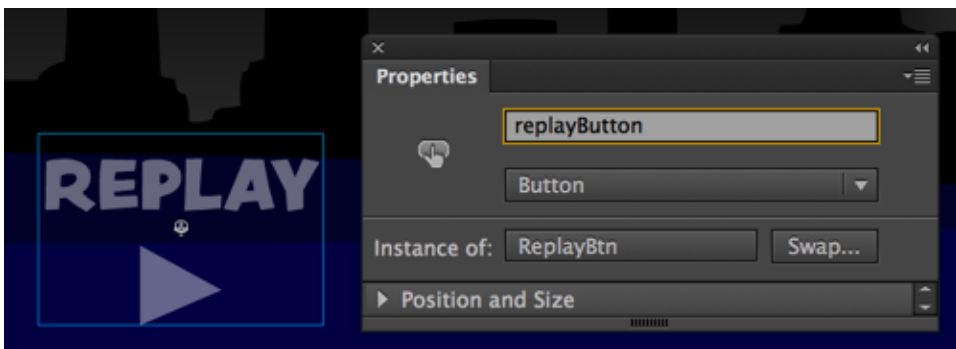 REPLAY
Properties
replayButton
Button
Instance of: ReplayBtn Swap...
Position and Size